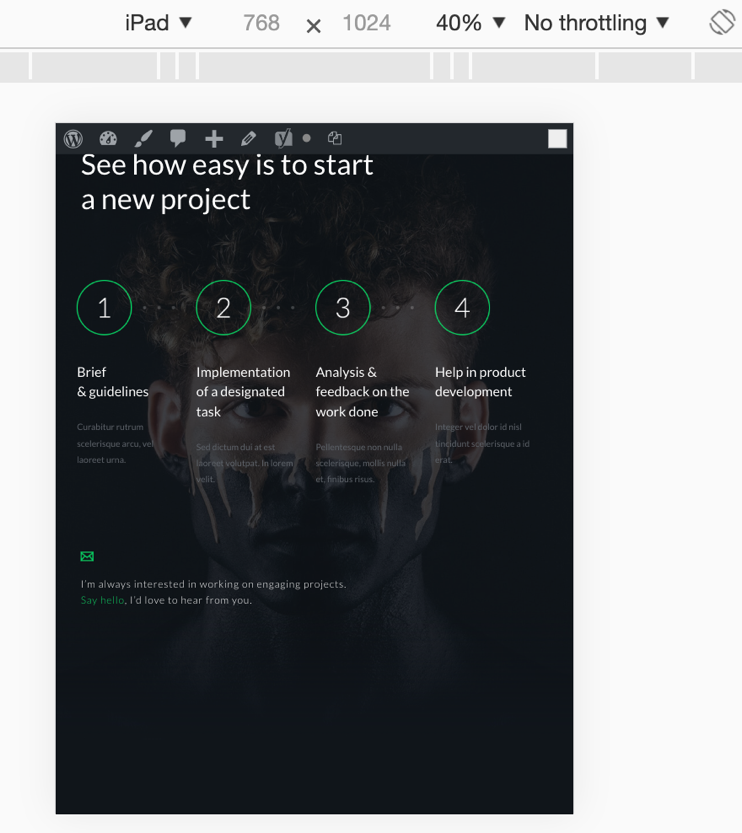 iPad ▼ 768 × 1024 40% ▼ No throttling ▼
See how easy is to start
a new project
1 2 3 4
Brief
& guidelines
Curabitur rutrum
scelerisque arcu, vel
laoreet urna.
Implementation
of a designated
task
Sed dictum dui at est
laoreet volutpat. In lorem
velit.
Analysis &
feedback on the
work done
Pellentesque non nulla
scelerisque, mollis nulla
et, finibus risus.
Help in product
development
Integer vel dolor id nisl
tincidunt scelerisque a id
erat.
I'm always interested in working on engaging projects.
Say hello, I'd love to hear from you.